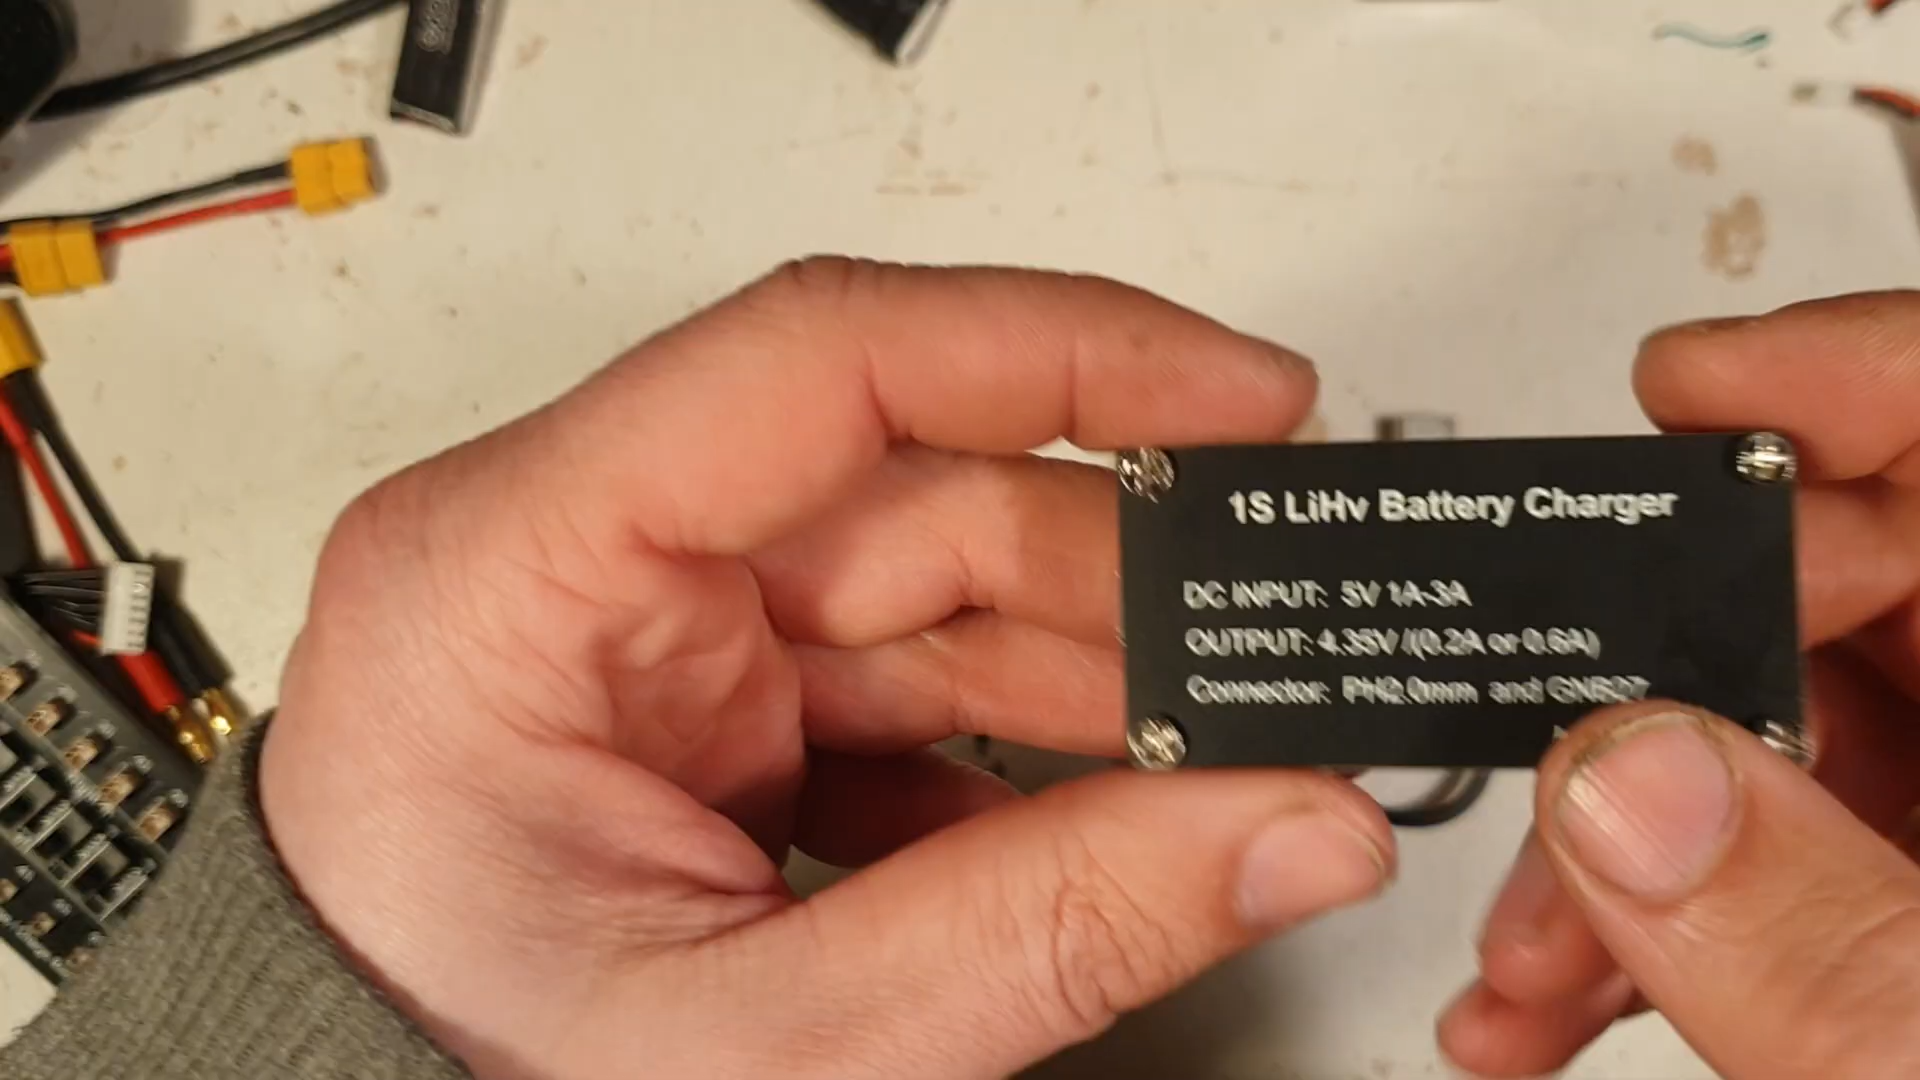 1S LiHv Battery Charger
DC INPUT: 5V 1A-3A
OUTPUT: 4.35V /(0.2A or 0.6A)
Connector: PH2.0mm and GNB27